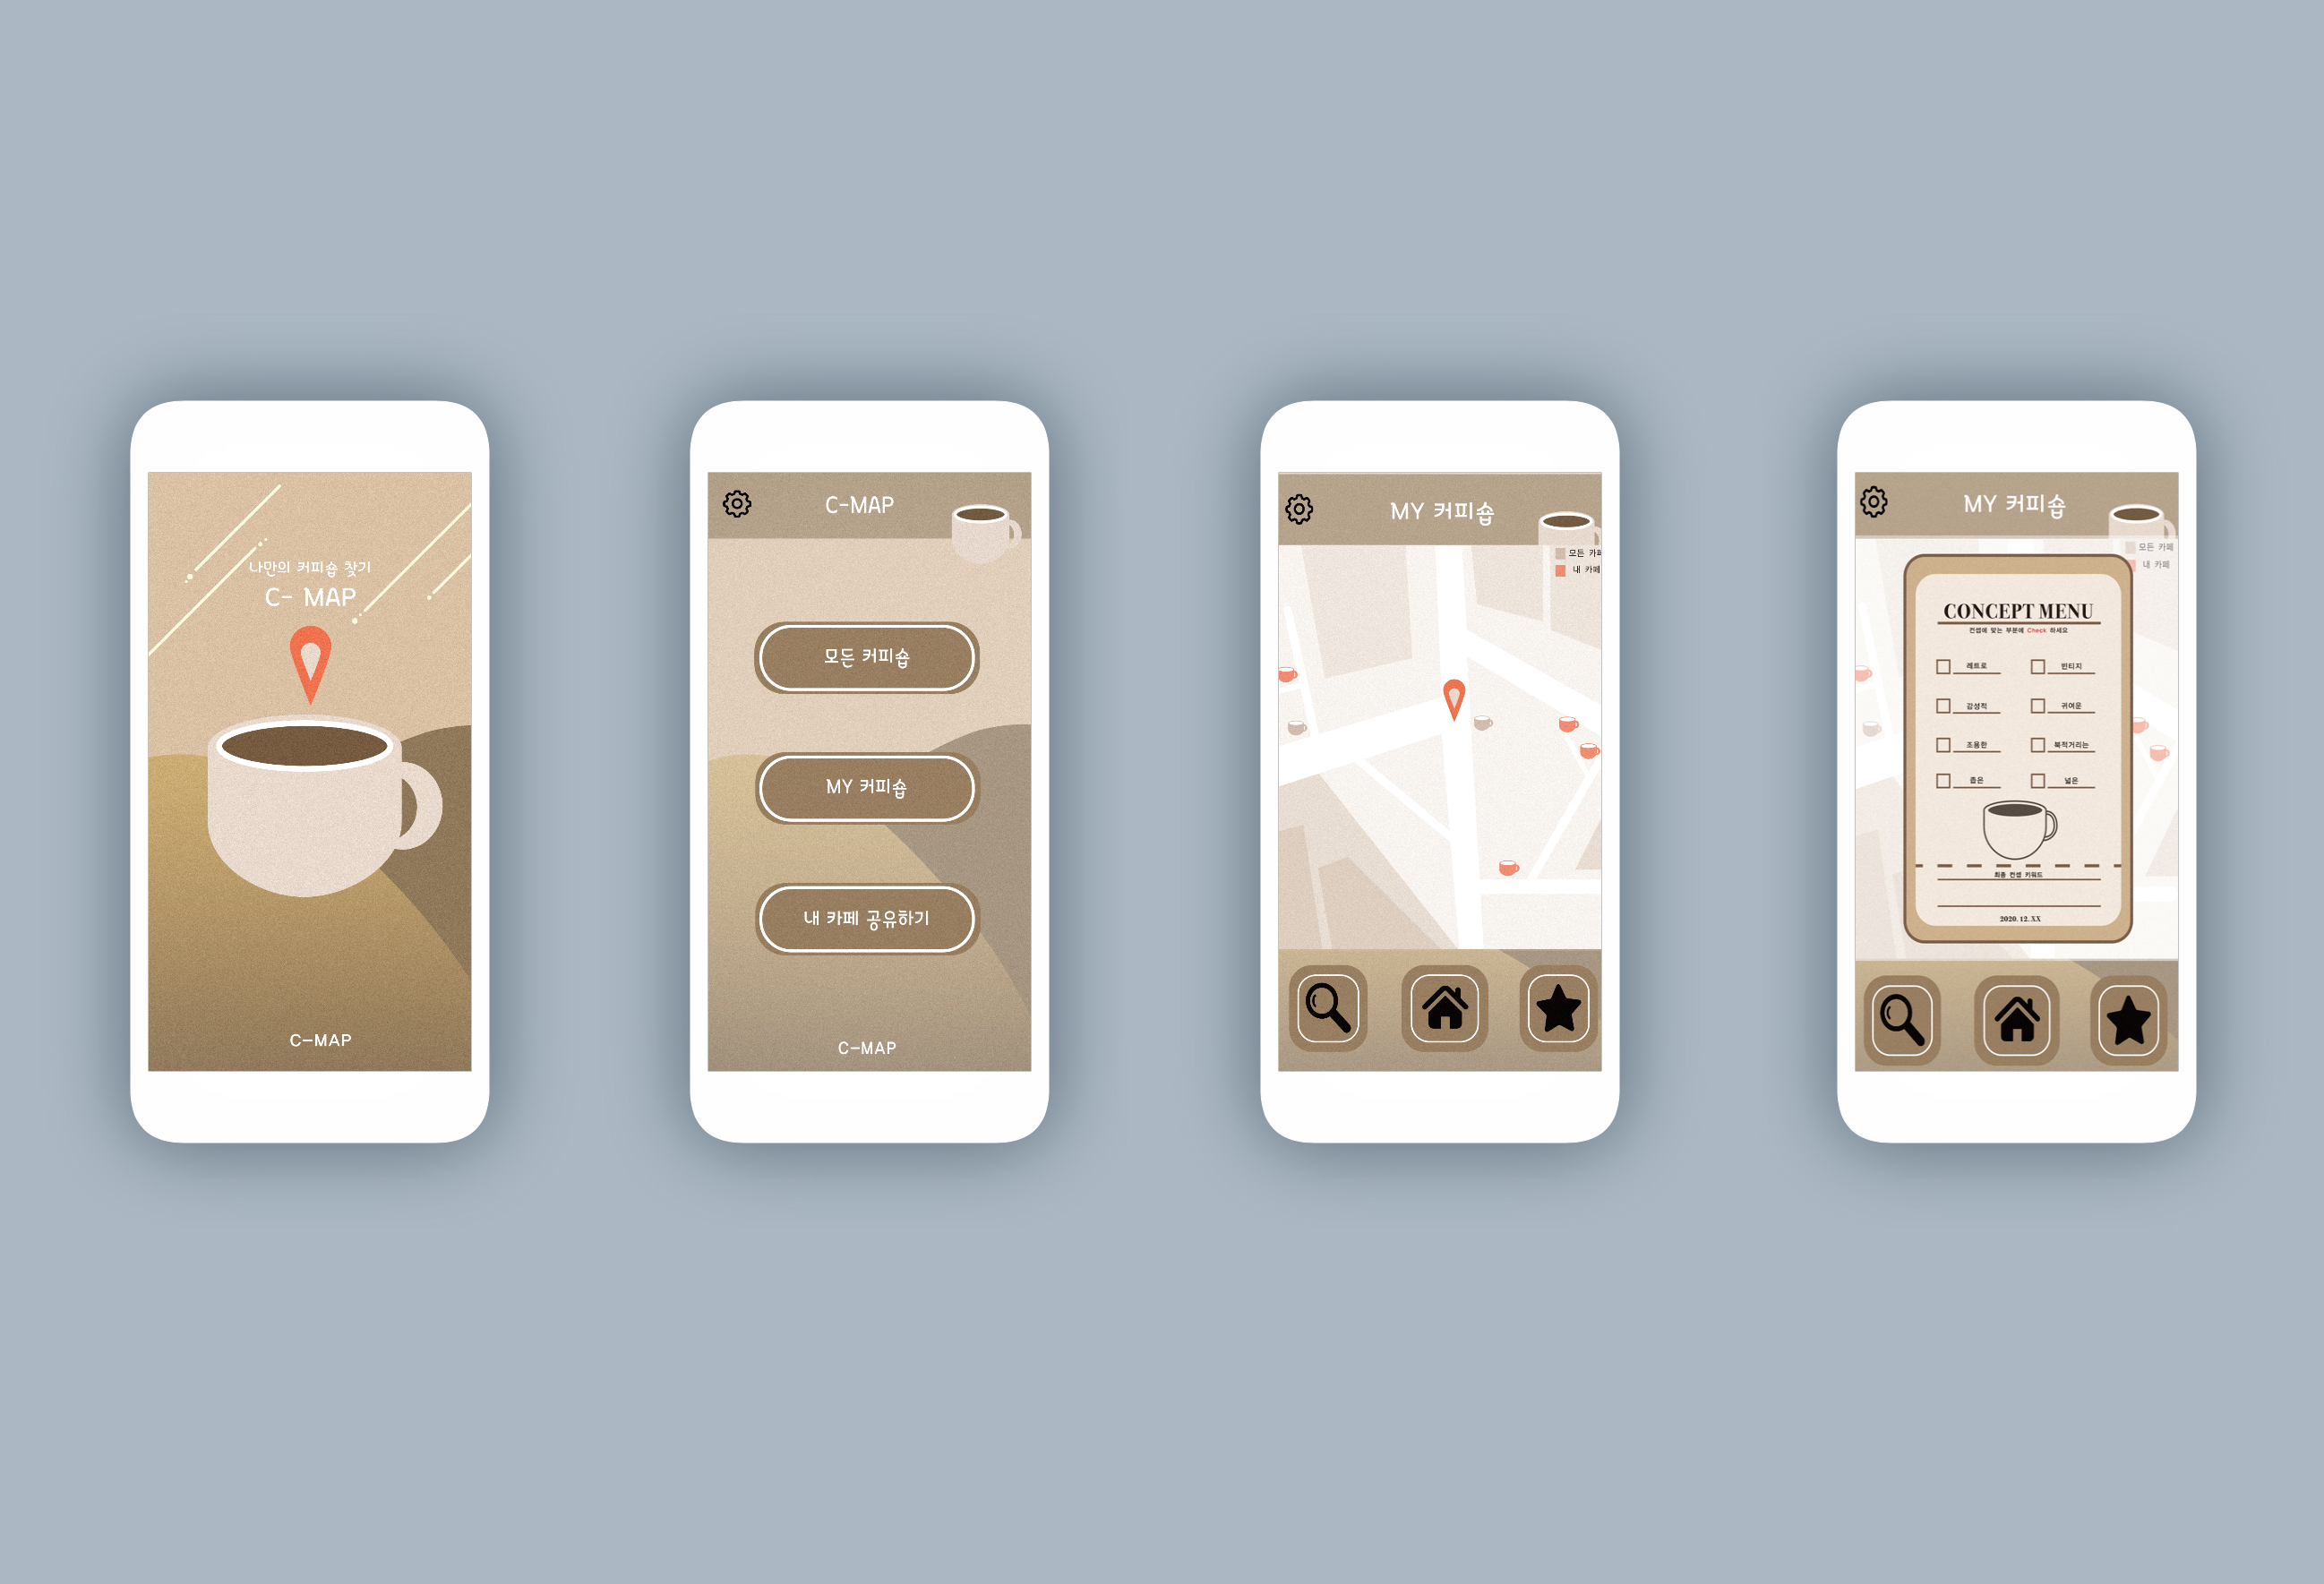 나만의 커피숍 찾기
C- MAP
C-MAP
C-MAP
모든 커피숍
MY 커피숍
내 카페 공유하기
C-MAP
MY 커피숍
모든 카페
내 카페
MY 커피숍
모든 카페
내 카페
CONCEPT MENU
컨셉에 맞는 부분에 Check 하세요
레트로
빈티지
감성적
귀여운
조용한
북적거리는
좁은
넓은
최종 컨셉 키워드
2020. 12. XX